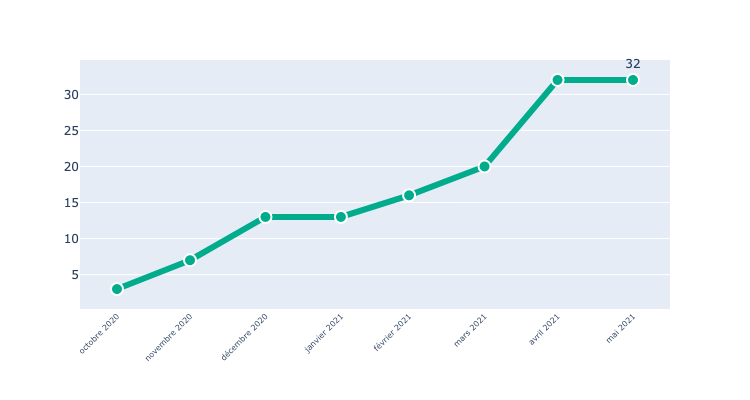 32
30
25
20
15
10
5
octobre 2020
novembre 2020
décembre 2020
janvier 2021
février 2021
mars 2021
avril 2021
mai 2021